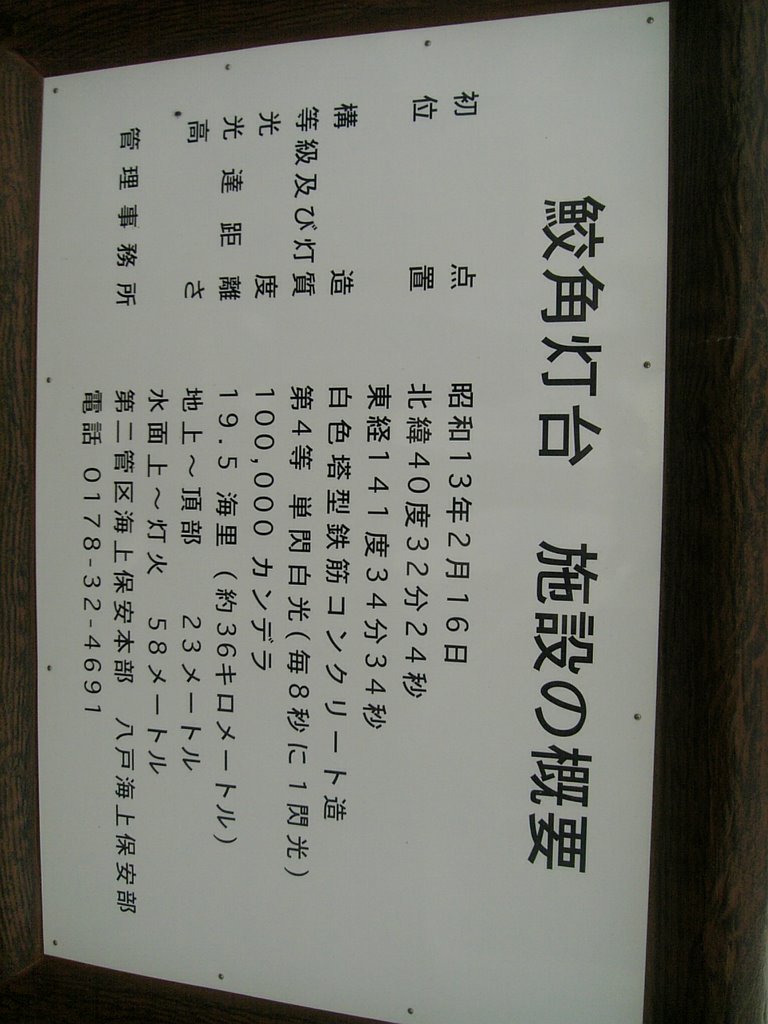 鮫角灯台　施設の概要
初点　昭和13年2月16日
位置　北緯40度32分24秒
東経141度34分34秒
構造　白色塔型鉄筋コンクリート造
等級及び灯質　第4等 単閃白光(毎8秒に1閃光)
光度　100,000 カンデラ
光達距離　19.5 海里 (約36キロメートル)
高さ　地上～頂部　23メートル
水面上～灯火　58メートル
管理事務所　第二管区海上保安本部　八戸海上保安部
電話 0178-32-4691